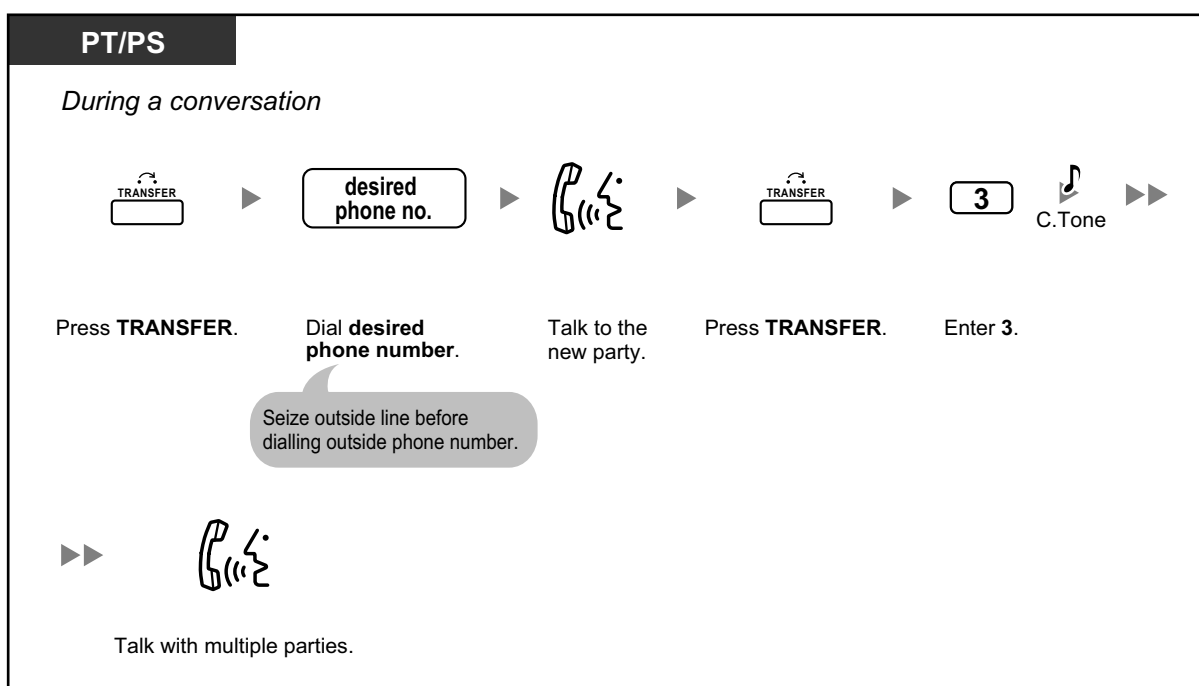 PT/PS
During a conversation
TRANSFER
desired
phone no.
TRANSFER
3
C.Tone
Press TRANSFER.
Dial desired
phone number.
Talk to the
new party.
Press TRANSFER.
Enter 3.
Seize outside line before
dialling outside phone number.
Talk with multiple parties.